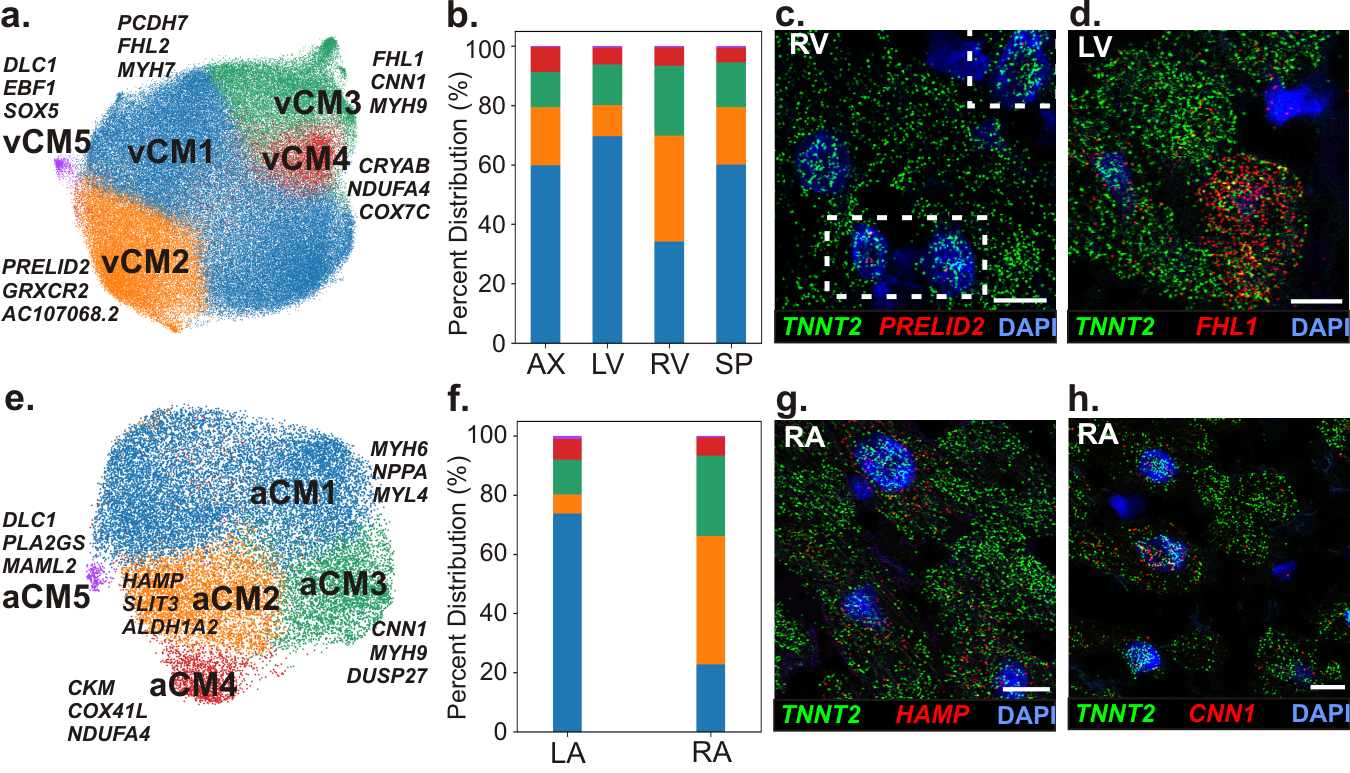 a.
PCDH7
FHL2
MYH7
DLC1
EBF1
SOX5
FHL1
CNN1
MYH9
vCM3
vCM5
vCM1
vCM4
CRYAB
NDUFA4
COX7C
vCM2
PRELID2
GRXCR2
AC107068.2
b.
Percent Distribution (%)
100
80
60
40
20
0
AX LV RV SP
c.
RV
TNNT2 PRELID2 DAPI
d.
LV
TNNT2 FHL1 DAPI
e.
MYH6
NPPA
MYL4
aCM1
DLC1
PLA2GS
MAML2
aCM5
HAMP
SLIT3
ALDH1A2
aCM2
aCM3
CNN1
MYH9
DUSP27
aCM4
CKM
COX41L
NDUFA4
f.
Percent Distribution (%)
100
80
60
40
20
0
LA RA
g.
RA
TNNT2 HAMP DAPI
h.
RA
TNNT2 CNN1 DAPI